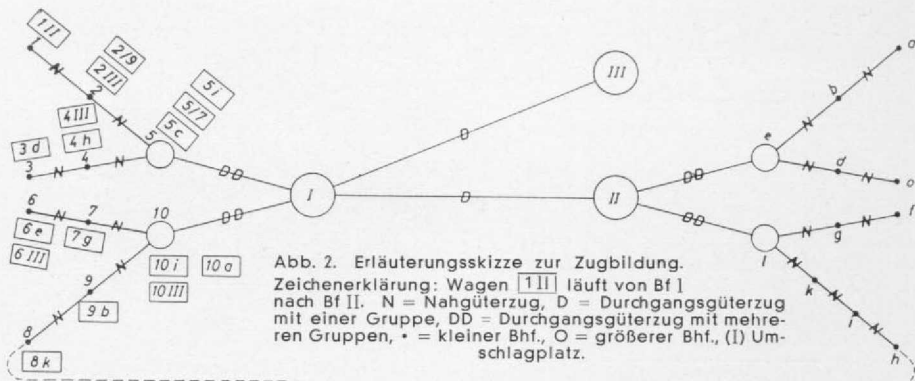 1 II
1
N
2/9
2 III
2
N
5 i
5/7
5 c
5
4 III
4 h
3 d
3
N
4
N
6
N
7
N
10
6 e
6 III
7 g
N
10 i
10 a
10 III
9
9 b
N
8
8 k
DD
DD
I
D
D
III
II
DD
DD
e
N
b
N
a
N
d
N
N
g
N
f
N
k
N
h
Abb. 2. Erläuterungsskizze zur Zugbildung.
Zeichenerklärung: Wagen 1 II läuft von Bf 1
nach Bf II. N = Nahgüterzug, D = Durchgangsgüterzug
mit einer Gruppe, DD = Durchgangsgüterzug mit mehre-
ren Gruppen, • = kleiner Bhf., O = größerer Bhf., (I) Um-
schlagplatz.